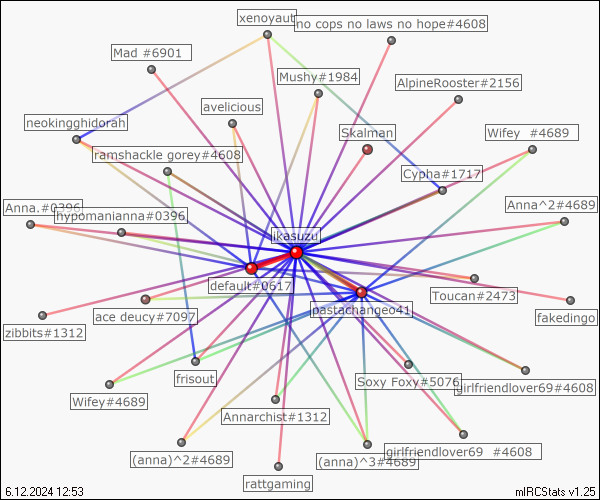 xenoyaut
no cops no laws no hope#4608
Mad #6901
Mushy#1984
AlpineRooster#2156
avelicious
neokingghidorah
Skalman
Wifey  #4689
ramshackle gorey#4608
Cypha#1717
Anna.#0396
hypomanianna#0396
Anna^2#4689
ikasuzu
default#0617
Toucan#2473
pastachangeo41
fakedingo
ace deucy#7097
zibbits#1312
frisout
Soxy Foxy#5076
girlfriendlover69#4608
Wifey#4689
Annarchist#1312
girlfriendlover69  #4608
(anna)^2#4689
(anna)^3#4689
rattgaming
6.12.2024 12:53
mIRCStats v1.25